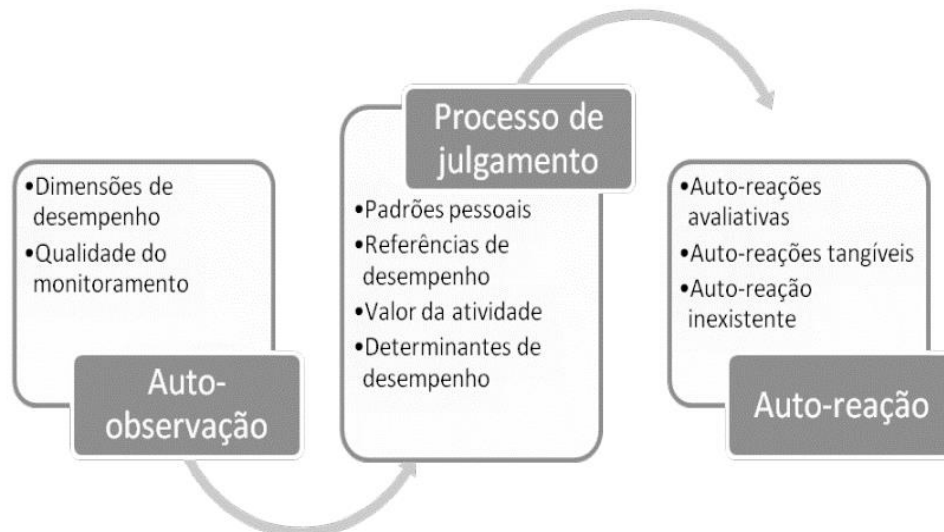 •Dimensões de
desempenho
•Qualidade do
monitoramento
Auto-
observação
Processo de
julgamento
•Padrões pessoais
•Referências de
desempenho
•Valor da atividade
•Determinantes de
desempenho
•Auto-reações
avaliativas
•Auto-reações tangíveis
•Auto-reação
inexistente
Auto-reação